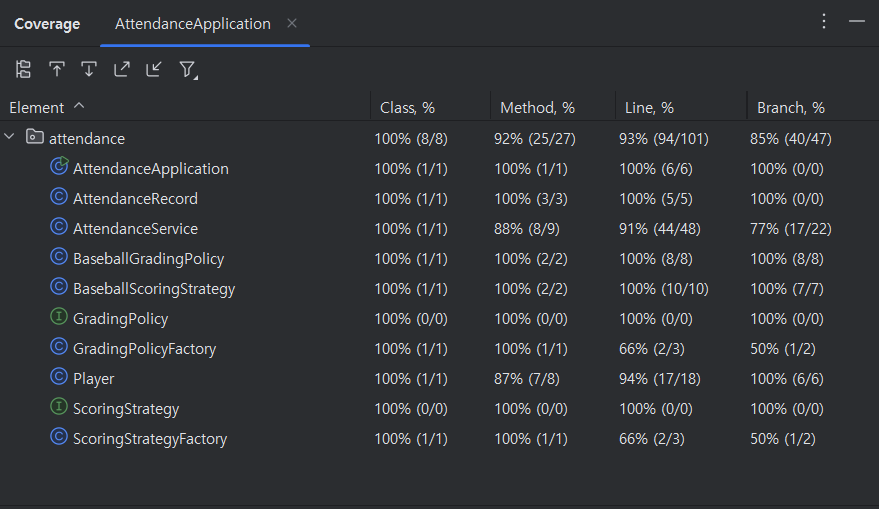 Coverage AttendanceApplication
Element Class, % Method, % Line, % Branch, %
attendance 100% (8/8) 92% (25/27) 93% (94/101) 85% (40/47)
AttendanceApplication 100% (1/1) 100% (1/1) 100% (6/6) 100% (0/0)
AttendanceRecord 100% (1/1) 100% (3/3) 100% (5/5) 100% (0/0)
AttendanceService 100% (1/1) 88% (8/9) 91% (44/48) 77% (17/22)
BaseballGradingPolicy 100% (1/1) 100% (2/2) 100% (8/8) 100% (8/8)
BaseballScoringStrategy 100% (1/1) 100% (2/2) 100% (10/10) 100% (7/7)
GradingPolicy 100% (0/0) 100% (0/0) 100% (0/0) 100% (0/0)
GradingPolicyFactory 100% (1/1) 100% (1/1) 66% (2/3) 50% (1/2)
Player 100% (1/1) 87% (7/8) 94% (17/18) 100% (6/6)
ScoringStrategy 100% (0/0) 100% (0/0) 100% (0/0) 100% (0/0)
ScoringStrategyFactory 100% (1/1) 100% (1/1) 66% (2/3) 50% (1/2)